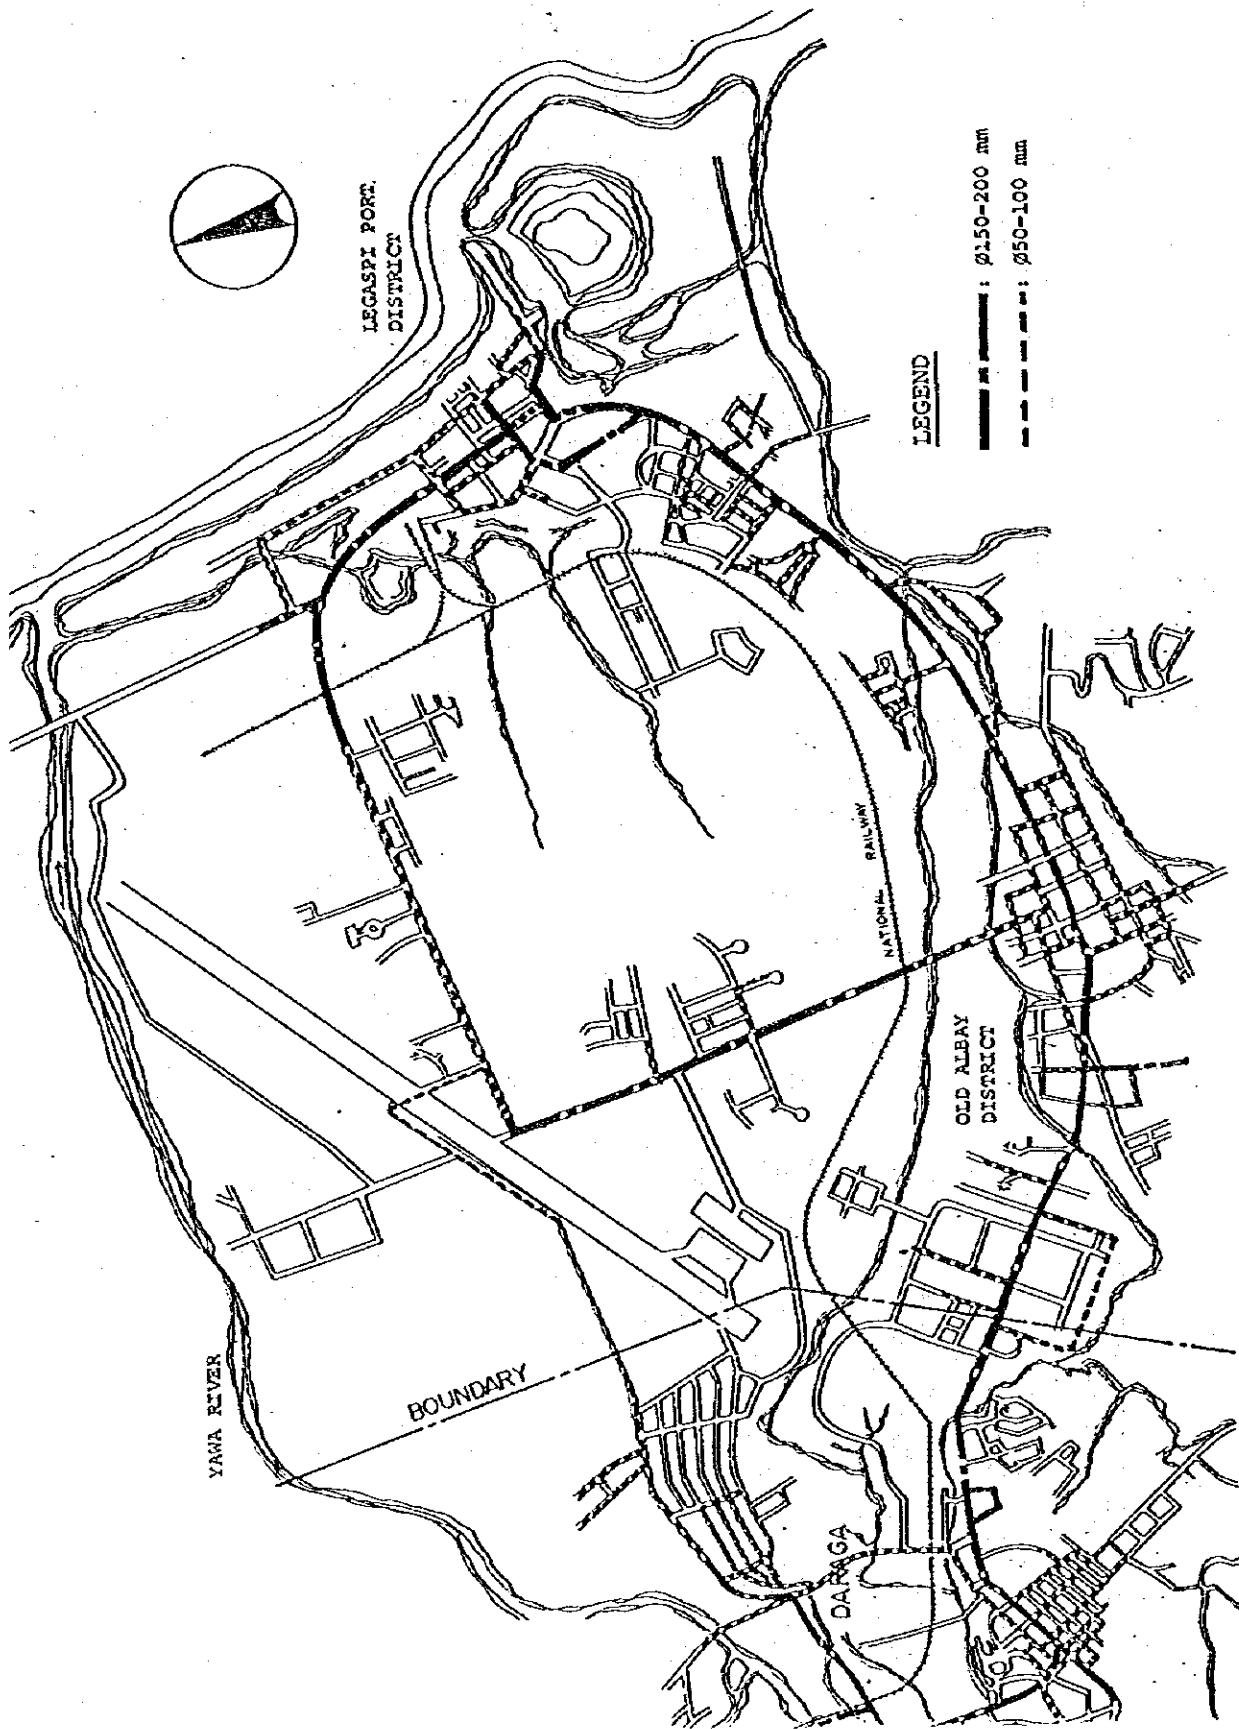 LEGASPI PORT
DISTRICT
YAWA RIVER
BOUNDARY
NATIONAL RAILWAY
OLD ALBAY
DISTRICT
DARAGA
LEGEND
: Ø150-200 mm
: Ø50-100 mm